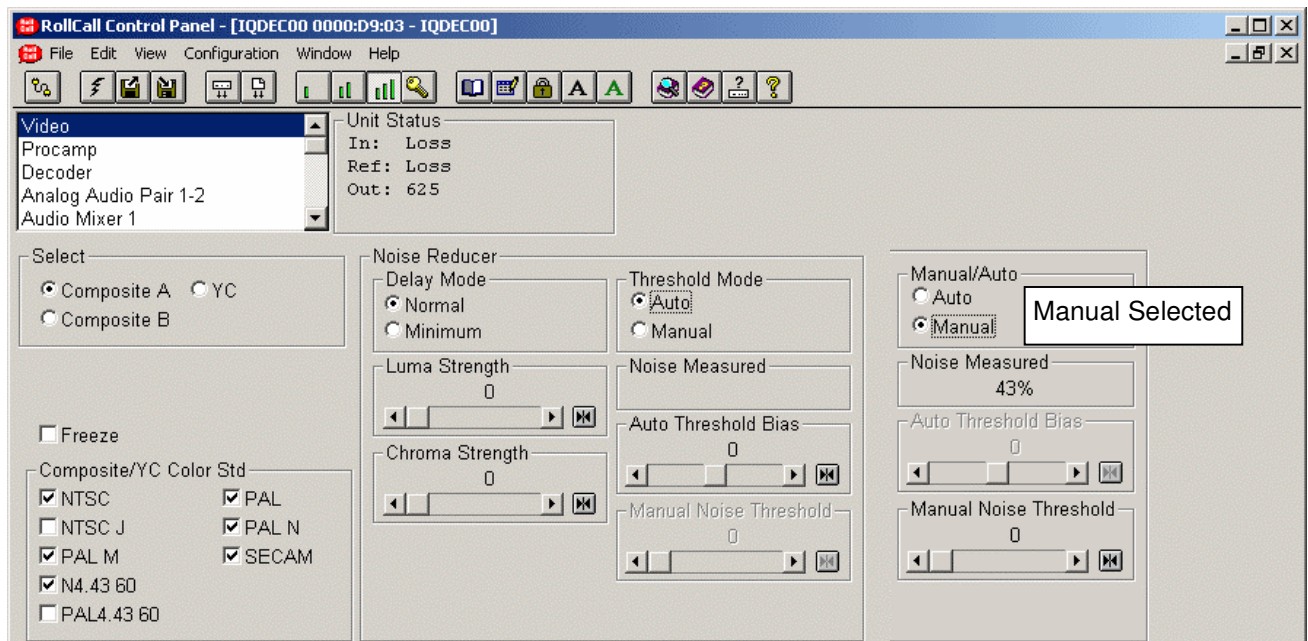 RollCall Control Panel - [IQDEC00 0000:D9:03 - IQDEC00]
File Edit View Configuration Window Help
A A ? ?
Video
Procamp
Decoder
Analog Audio Pair 1-2
Audio Mixer 1
Unit Status
In: Loss
Ref: Loss
Out: 625
Select
Composite A YC
Composite B
Freeze
Composite/YC Color Std
NTSC PAL
NTSC J PAL N
PAL M SECAM
N4.43 60
PAL4.43 60
Noise Reducer
Delay Mode
Normal
Minimum
Luma Strength
0
Chroma Strength
0
Threshold Mode
Auto
Manual
Noise Measured
Auto Threshold Bias
0
Manual Noise Threshold
0
Manual/Auto
Auto
Manual
Manual Selected
Noise Measured
43%
Auto Threshold Bias
0
Manual Noise Threshold
0